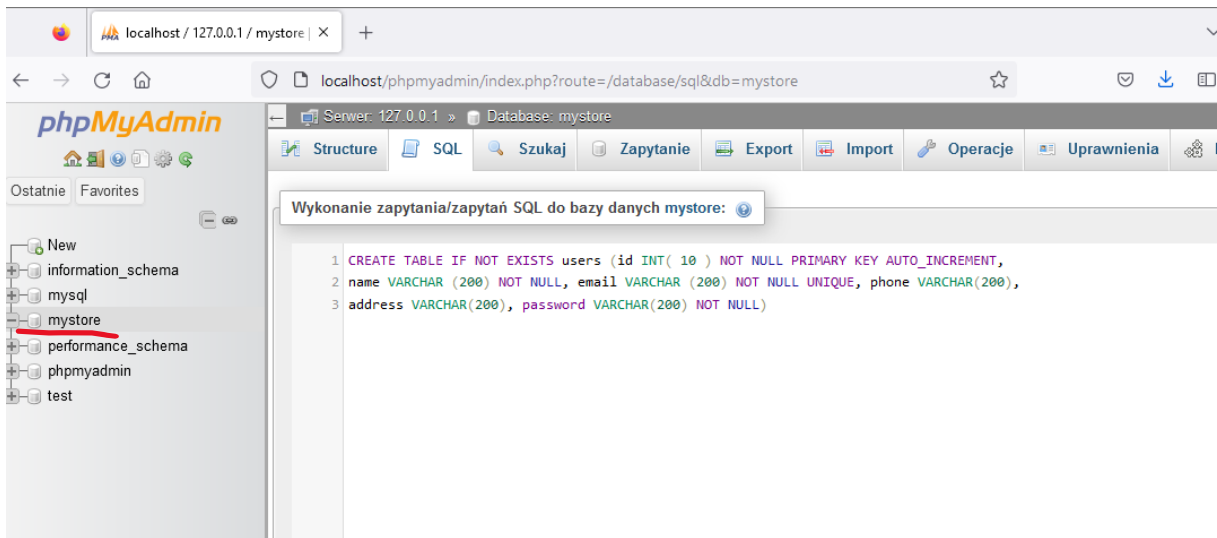 localhost / 127.0.0.1 / mystore |
localhost/phpmyadmin/index.php?route=/database/sql&db=mystore
phpMyAdmin
Ostatnie Favorites
New
information_schema
mysql
mystore
performance_schema
phpmyadmin
test
Serwer: 127.0.0.1 » Database: mystore
Structure SQL Szukaj Zapytanie Export Import Operacje Uprawnienia
Wykonanie zapytania/zapytań SQL do bazy danych mystore:
1 CREATE TABLE IF NOT EXISTS users (id INT( 10 ) NOT NULL PRIMARY KEY AUTO_INCREMENT,
2 name VARCHAR (200) NOT NULL, email VARCHAR (200) NOT NULL UNIQUE, phone VARCHAR(200),
3 address VARCHAR(200), password VARCHAR(200) NOT NULL)